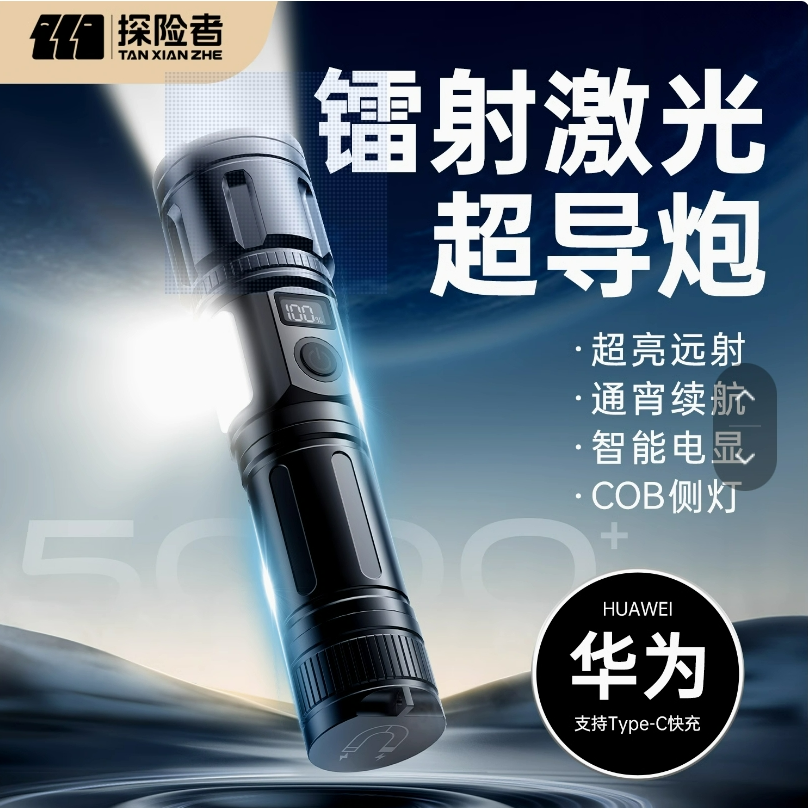 探险者
TAN XIAN ZHE
镭射激光
超导炮
100%
·超亮远射
·通宵续航
·智能电显
·COB侧灯
5000+
HUAWEI
华为
支持Type-C快充